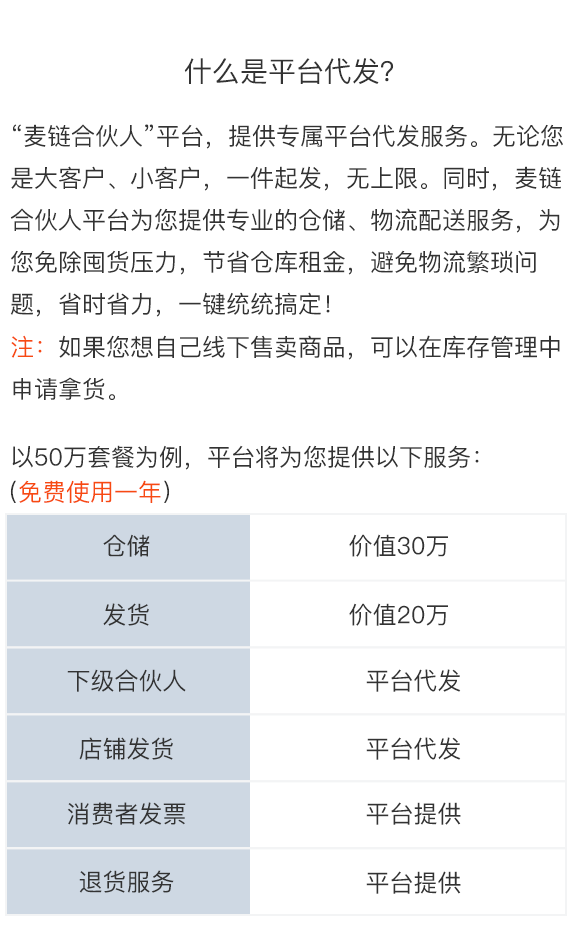 什么是平台代发？
“麦链合伙人”平台，提供专属平台代发服务。无论您
是大客户、小客户，一件起发，无上限。同时，麦链
合伙人平台为您提供专业的仓储、物流配送服务，为
您免除囤货压力，节省仓库租金，避免物流繁琐问
题，省时省力，一键统统搞定！
注：如果您想自己线下售卖商品，可以在库存管理中
申请拿货。
以50万套餐为例，平台将为您提供以下服务：
(免费使用一年)
仓储 价值30万
发货 价值20万
下级合伙人 平台代发
店铺发货 平台代发
消费者发票 平台提供
退货服务 平台提供